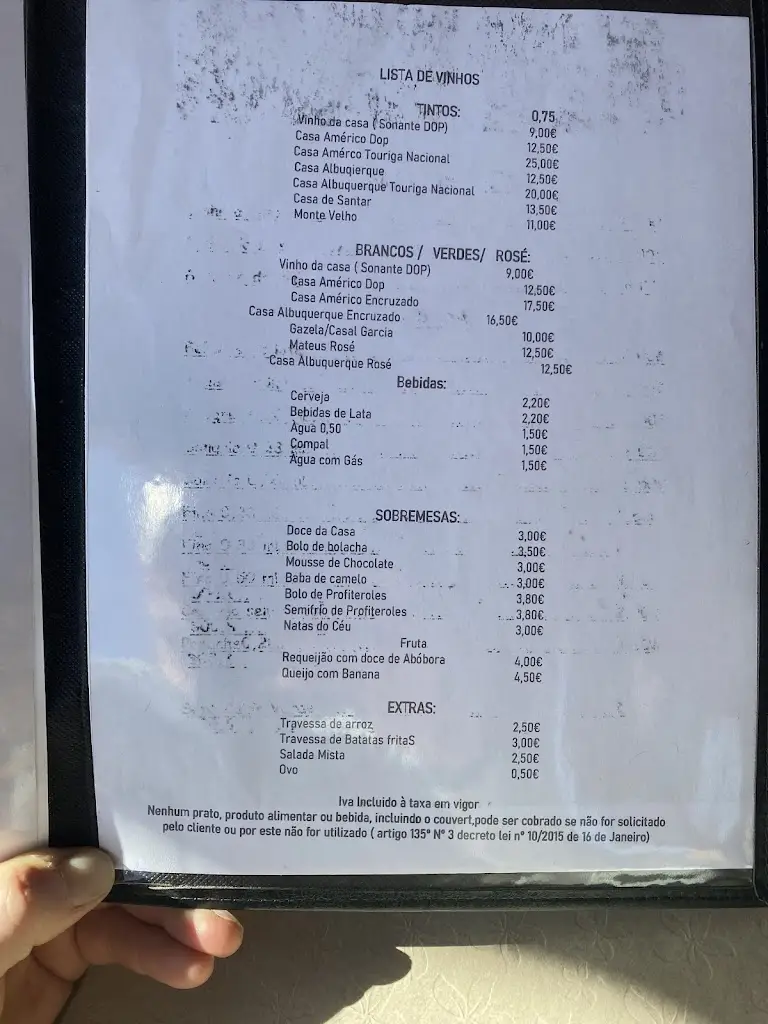 LISTA DE VINHOS
TINTOS: 0,75
Vinho da casa ( Sonante DOP) 9,00€
Casa Américo Dop 12,50€
Casa Amérco Touriga Nacional 25,00€
Casa Albuqierque 12,50€
Casa Albuquerque Touriga Nacional 20,00€
Casa de Santar 13,50€
Monte Velho 11,00€
BRANCOS / VERDES/ ROSÉ:
Vinho da casa ( Sonante DOP) 9,00€
Casa Américo Dop 12,50€
Casa Américo Encruzado 17,50€
Casa Albuquerque Encruzado 16,50€
Gazela/Casal Garcia 10,00€
Mateus Rosé 12,50€
Casa Albuquerque Rosé 12,50€
Bebidas:
Cerveja 2,20€
Bebidas de Lata 2,20€
Água 0,50 1,50€
Compal 1,50€
Água com Gás 1,50€
SOBREMESAS:
Doce da Casa 3,00€
Bolo de bolacha 3,50€
Mousse de Chocolate 3,00€
Baba de camelo 3,00€
Bolo de Profiteroles 3,80€
Semifrio de Profiteroles 3,80€
Natas do Céu 3,00€
Fruta
Requeijão com doce de Abóbora 4,00€
Queijo com Banana 4,50€
EXTRAS:
Travessa de arroz 2,50€
Travessa de Batatas fritaS 3,00€
Salada Mista 2,50€
Ovo 0,50€
Iva Incluido à taxa em vigor
Nenhum prato, produto alimentar ou bebida, incluindo o couvert,pode ser cobrado se não for solicitado
pelo cliente ou por este não for utilizado ( artigo 135º Nº 3 decreto lei nº 10/2015 de 16 de Janeiro)